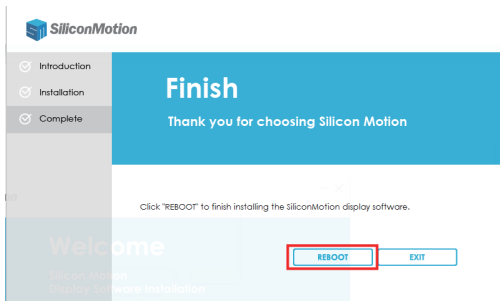 SiliconMotion
Introduction
Installation
Complete
Finish
Thank you for choosing Silicon Motion
Click "REBOOT" to finish installing the SiliconMotion display software.
REBOOT
EXIT
Welcome
Silicon Motion
Display Software Installation